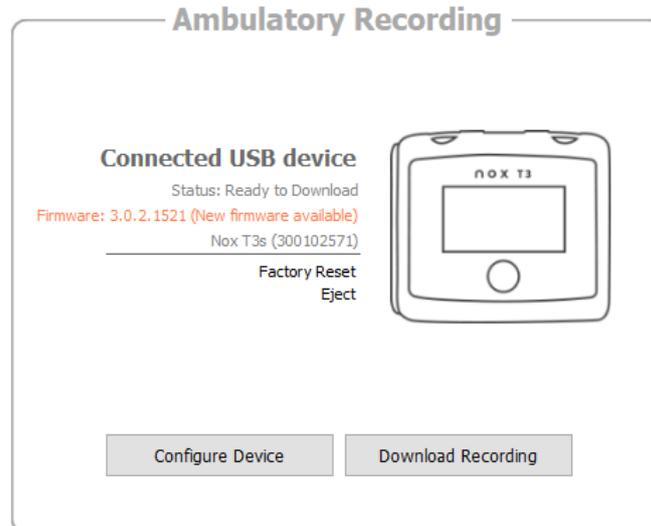 Ambulatory Recording
Connected USB device
Status: Ready to Download
Firmware: 3.0.2.1521 (New firmware available)
Nox T3s (300102571)
Factory Reset
Eject
nox T3
Configure Device
Download Recording